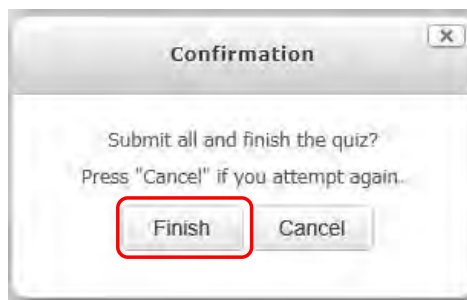 Confirmation
Submit all and finish the quiz?
Press "Cancel" if you attempt again.
Finish Cancel